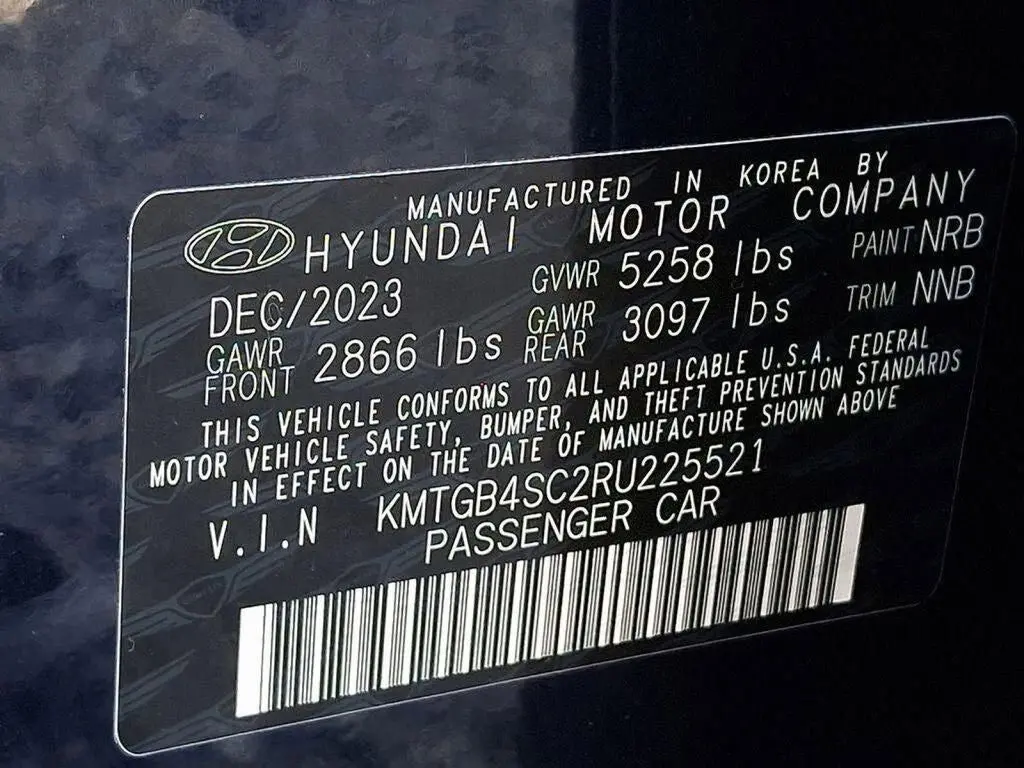 MANUFACTURED IN KOREA BY
HYUNDAI MOTOR COMPANY
DEC/2023 GVWR 5258 lbs PAINT NRB
GAWR FRONT 2866 lbs GAWR REAR 3097 lbs TRIM NNB
THIS VEHICLE CONFORMS TO ALL APPLICABLE U.S.A. FEDERAL
MOTOR VEHICLE SAFETY, BUMPER, AND THEFT PREVENTION STANDARDS
IN EFFECT ON THE DATE OF MANUFACTURE SHOWN ABOVE
V.I.N KMTGB4SC2RU225521
PASSENGER CAR